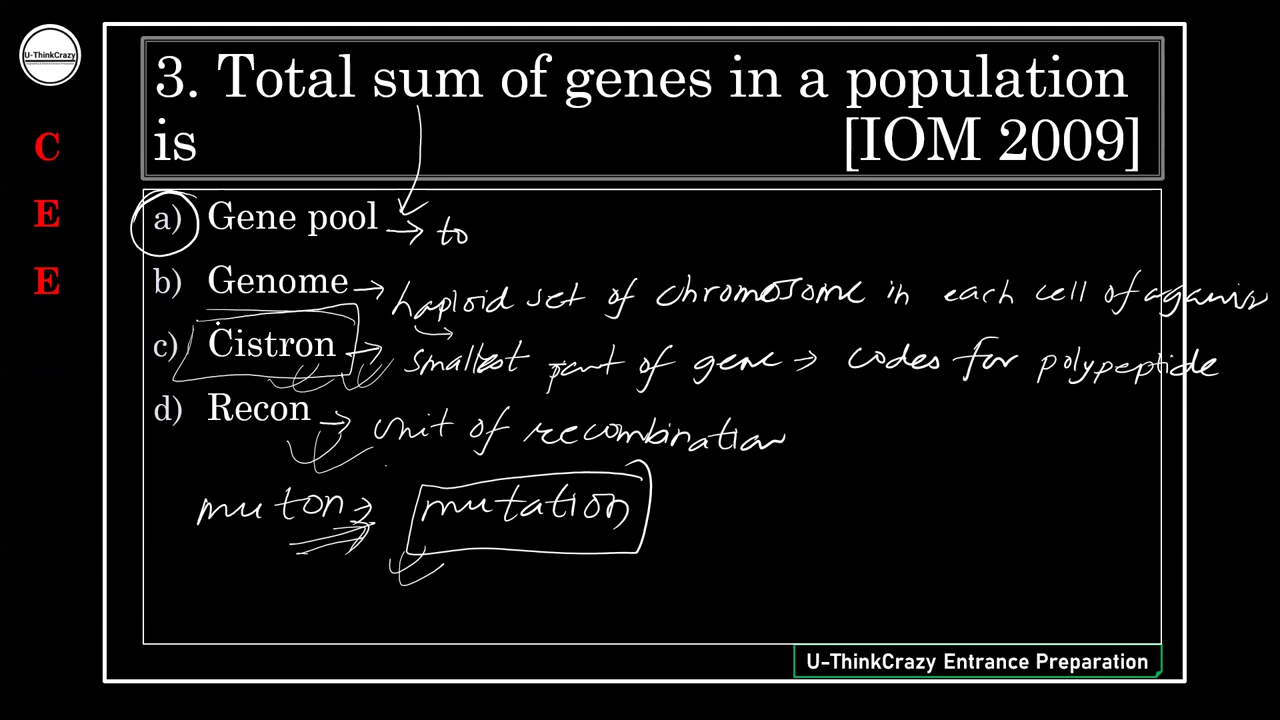 U-ThinkCrazy
C
E
E
3. Total sum of genes in a population
is [IOM 2009]
a) Gene pool → to
b) Genome → haploid set of chromosome in each cell of
c) Cistron → smallest part of gene → codes for polypeptide
d) Recon → unit of recombination
muton → mutation
U-ThinkCrazy Entrance Preparation